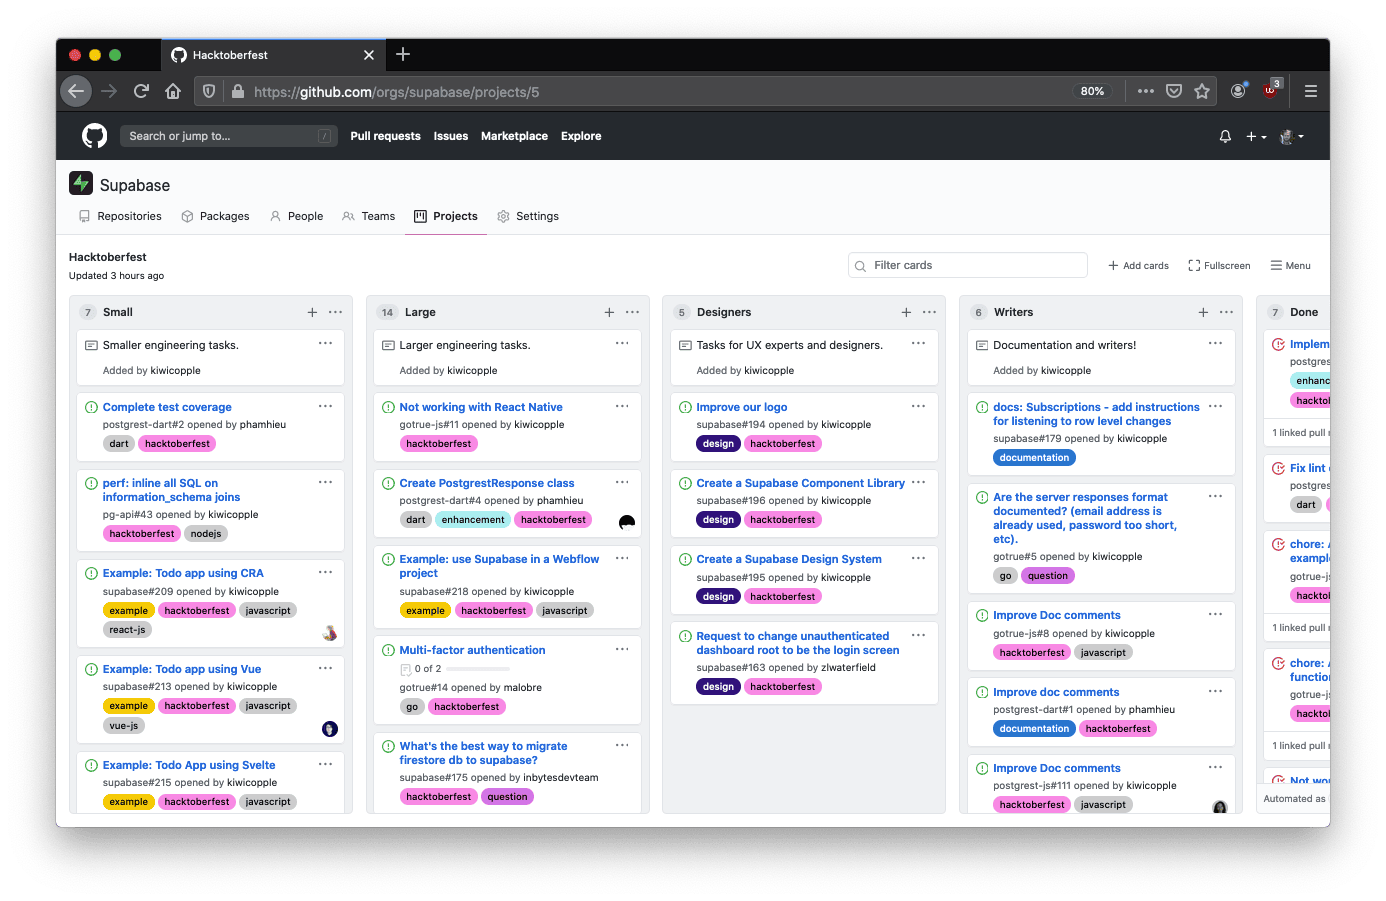 Hacktoberfest
https://github.com/orgs/supabase/projects/5
80%
3
Search or jump to...
/
Pull requests
Issues
Marketplace
Explore
Supabase
Repositories
Packages
People
Teams
Projects
Settings
Hacktoberfest
Updated 3 hours ago
Filter cards
Add cards
Fullscreen
Menu
7 Small
Smaller engineering tasks.
Added by kiwicopple
Complete test coverage
postgrest-dart#2 opened by phamhieu
dart hacktoberfest
perf: inline all SQL on
information_schema joins
pg-api#43 opened by kiwicopple
hacktoberfest nodejs
Example: Todo app using CRA
supabase#209 opened by kiwicopple
example hacktoberfest javascript
react-js
Example: Todo app using Vue
supabase#213 opened by kiwicopple
example hacktoberfest javascript
vue-js
Example: Todo App using Svelte
supabase#215 opened by kiwicopple
example hacktoberfest javascript
14 Large
Larger engineering tasks.
Added by kiwicopple
Not working with React Native
gotrue-js#11 opened by kiwicopple
hacktoberfest
Create PostgrestResponse class
postgrest-dart#4 opened by phamhieu
dart enhancement hacktoberfest
Example: use Supabase in a Webflow
project
supabase#218 opened by kiwicopple
example hacktoberfest javascript
Multi-factor authentication
0 of 2
gotrue#14 opened by malobre
go hacktoberfest
What's the best way to migrate
firestore db to supabase?
supabase#175 opened by inbytesdevteam
hacktoberfest question
5 Designers
Tasks for UX experts and designers.
Added by kiwicopple
Improve our logo
supabase#194 opened by kiwicopple
design hacktoberfest
Create a Supabase Component Library
supabase#196 opened by kiwicopple
design hacktoberfest
Create a Supabase Design System
supabase#195 opened by kiwicopple
design hacktoberfest
Request to change unauthenticated
dashboard root to be the login screen
supabase#163 opened by zlwaterfield
design hacktoberfest
6 Writers
Documentation and writers!
Added by kiwicopple
docs: Subscriptions - add instructions
for listening to row level changes
supabase#179 opened by kiwicopple
documentation
Are the server responses format
documented? (email address is
already used, password too short,
etc).
gotrue#5 opened by kiwicopple
go question
Improve Doc comments
gotrue-js#8 opened by kiwicopple
hacktoberfest javascript
Improve doc comments
postgrest-dart#1 opened by phamhieu
documentation hacktoberfest
Improve Doc comments
postgrest-js#111 opened by kiwicopple
hacktoberfest javascript
7 Done
Implem
postgres
enhanc
hackto
1 linked pull
Fix lint
postgres
dart
chore:
exampl
gotrue-js
hackto
1 linked pull
chore:
function
gotrue-js
hackto
1 linked pull
Not wo
Automated as